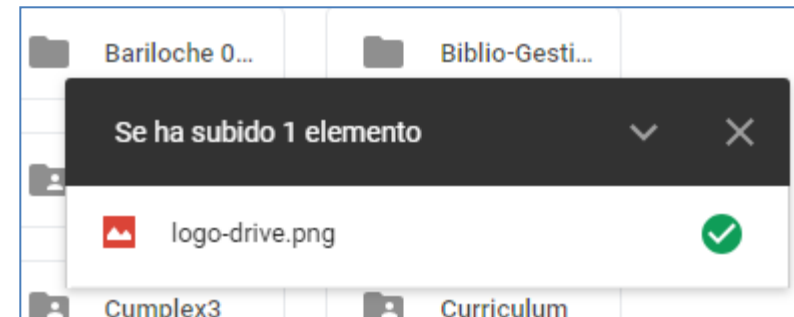 Bariloche 0...
Biblio-Gesti...
Se ha subido 1 elemento
logo-drive.png
Cumplex3
Curriculum